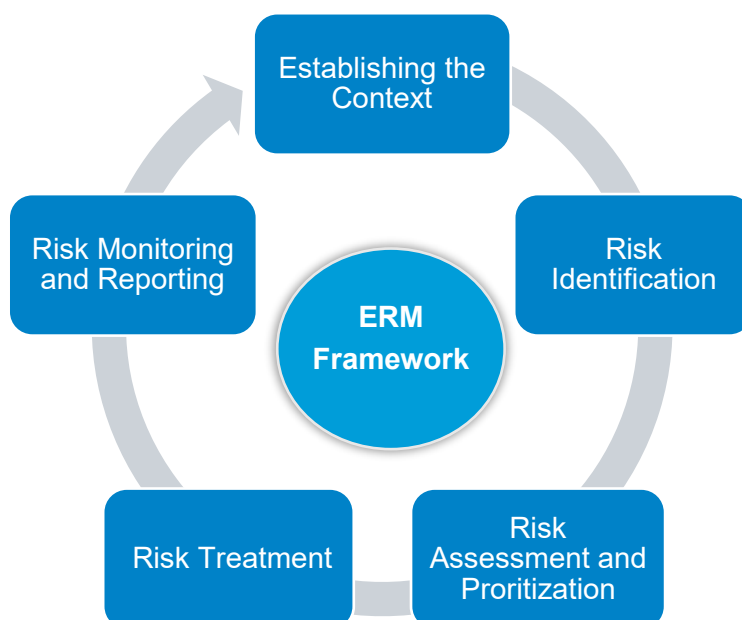 Establishing the
Context
Risk
Identification
Risk
Assessment and
Proritization
Risk Treatment
Risk Monitoring
and Reporting
ERM
Framework